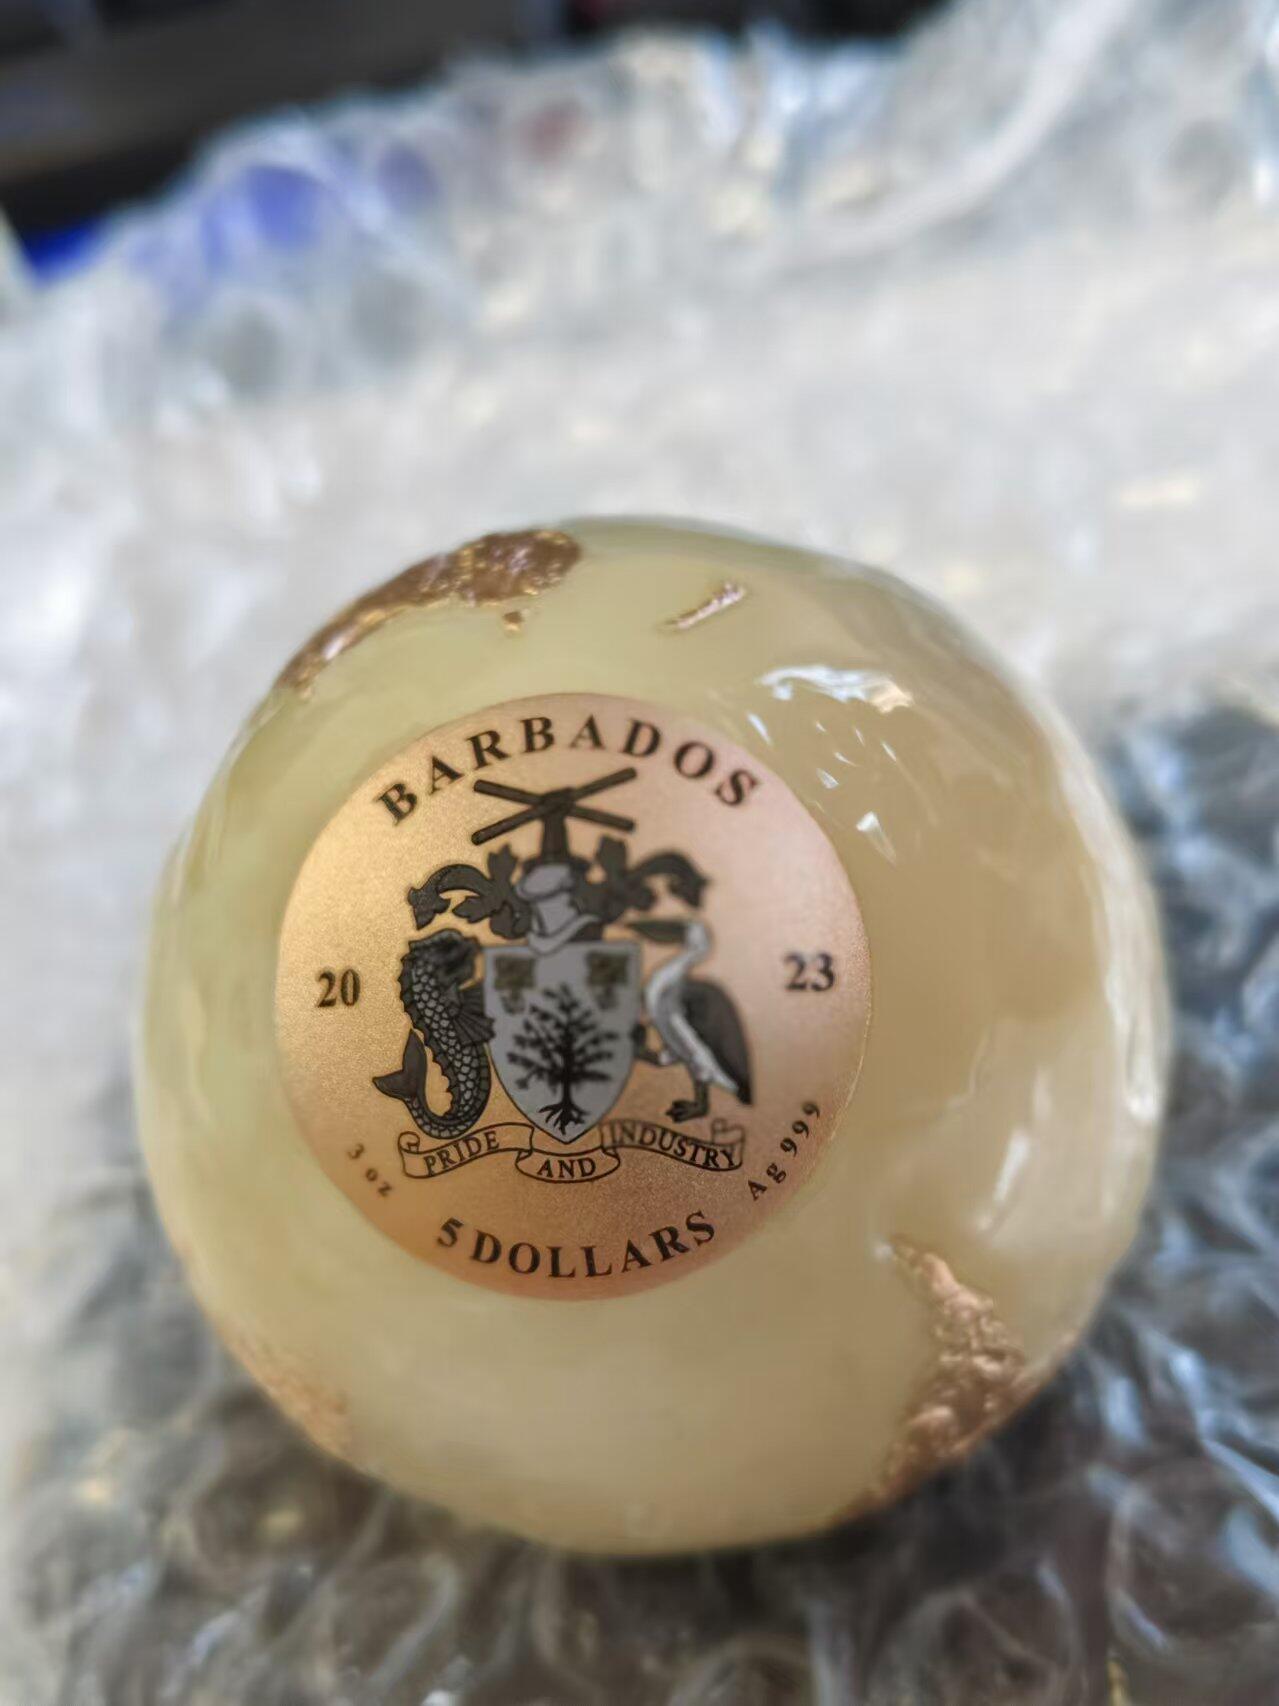 BARBADOS
20 23
PRIDE AND INDUSTRY
3 oz Ag 999
5 DOLLARS